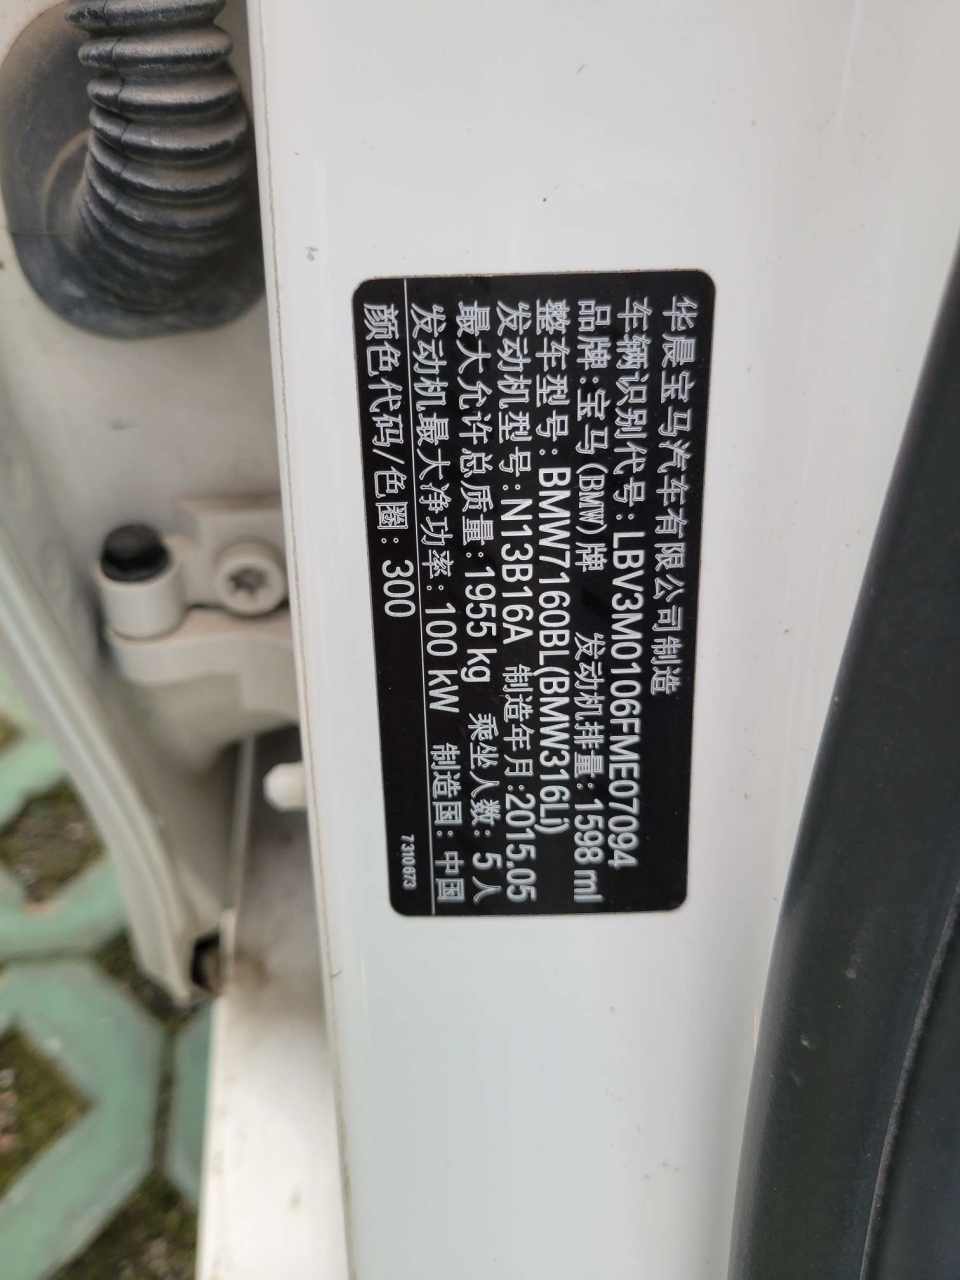 华晨宝马汽车有限公司制造
车辆识别代号:LBV3M0106FME07094
品牌:宝马(BMW)牌 发动机排量:1598 ml
整车型号:BMW7160BL(BMW316Li)
发动机型号:N13B16A 制造年月:2015.05
最大允许总质量:1955 kg 乘坐人数:5人
发动机最大净功率:100 kW 制造国:中国
颜色代码/色圈:300
7310673